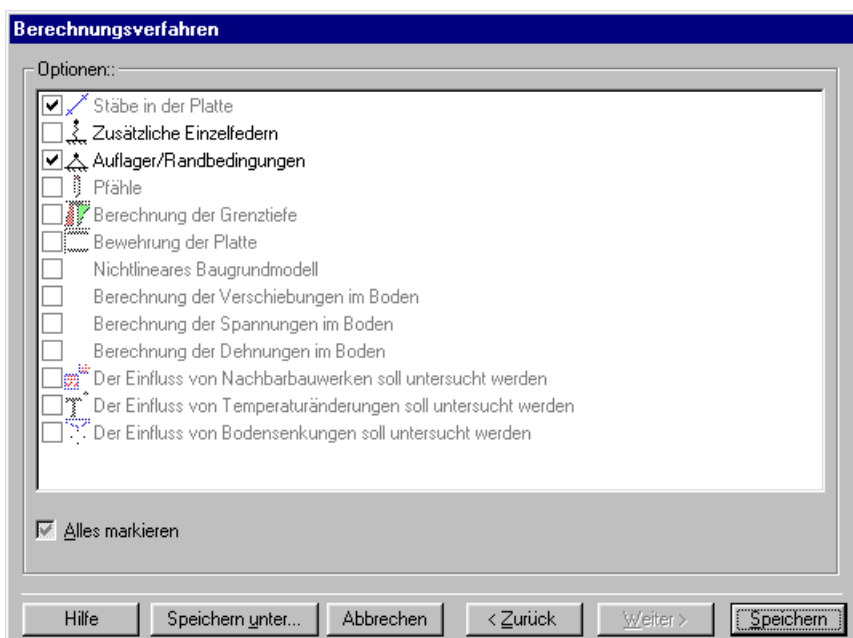 Berechnungsverfahren
Optionen::
Stäbe in der Platte
Zusätzliche Einzelfedern
Auflager/Randbedingungen
Pfähle
Berechnung der Grenztiefe
Bewehrung der Platte
Nichtlineares Baugrundmodell
Berechnung der Verschiebungen im Boden
Berechnung der Spannungen im Boden
Berechnung der Dehnungen im Boden
Der Einfluss von Nachbarbauwerken soll untersucht werden
Der Einfluss von Temperaturänderungen soll untersucht werden
Der Einfluss von Bodensenkungen soll untersucht werden
Alles markieren
Hilfe Speichern unter... Abbrechen < Zurück Weiter > Speichern